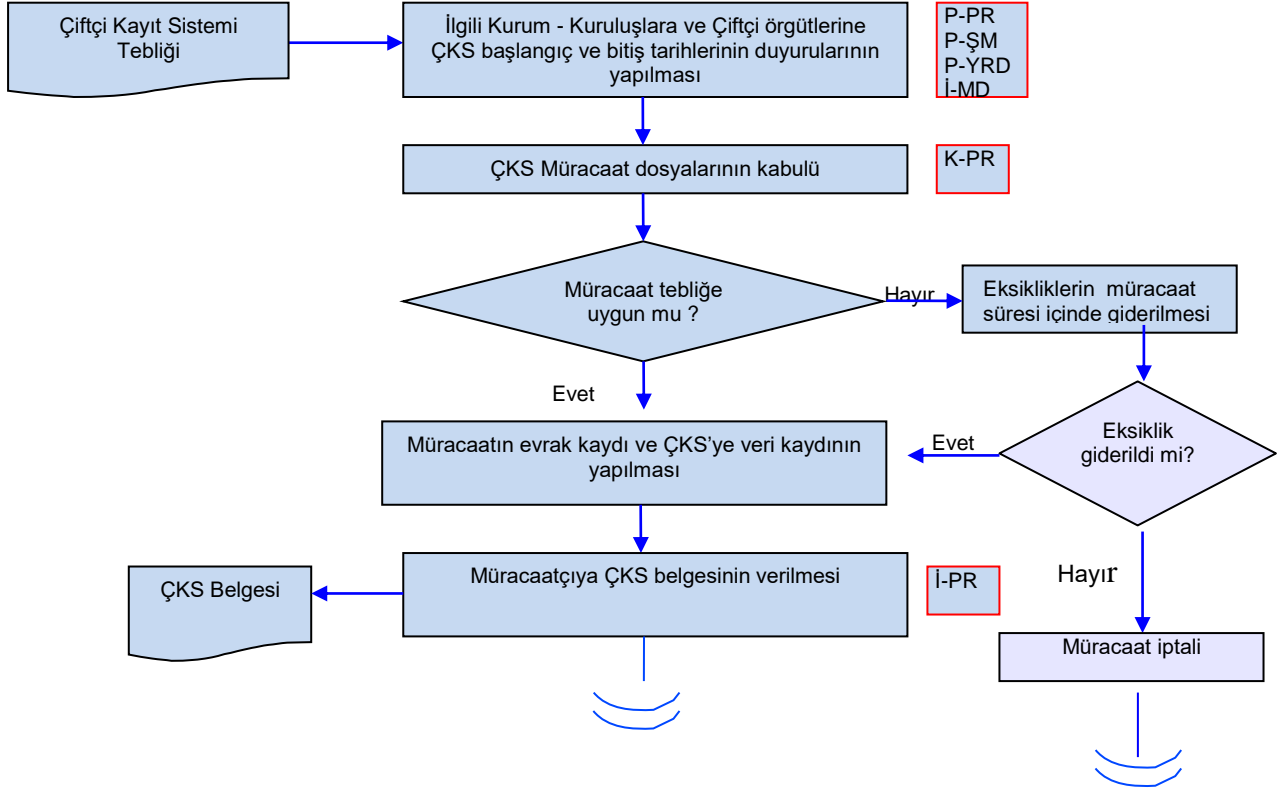 Çiftçi Kayıt Sistemi
Tebliği
İlgili Kurum - Kuruluşlara ve Çiftçi örgütlerine
ÇKS başlangıç ve bitiş tarihlerinin duyurularının
yapılması
P-PR
P-ŞM
P-YRD
İ-MD
ÇKS Müracaat dosyalarının kabulü
K-PR
Müracaat tebliğe
uygun mu ?
Hayır
Eksikliklerin müracaat
süresi içinde giderilmesi
Evet
Eksiklik
giderildi mi?
Evet
Müracaatın evrak kaydı ve ÇKS’ye veri kaydının
yapılması
Hayır
Müracaatçıya ÇKS belgesinin verilmesi
İ-PR
ÇKS Belgesi
Müracaat iptali